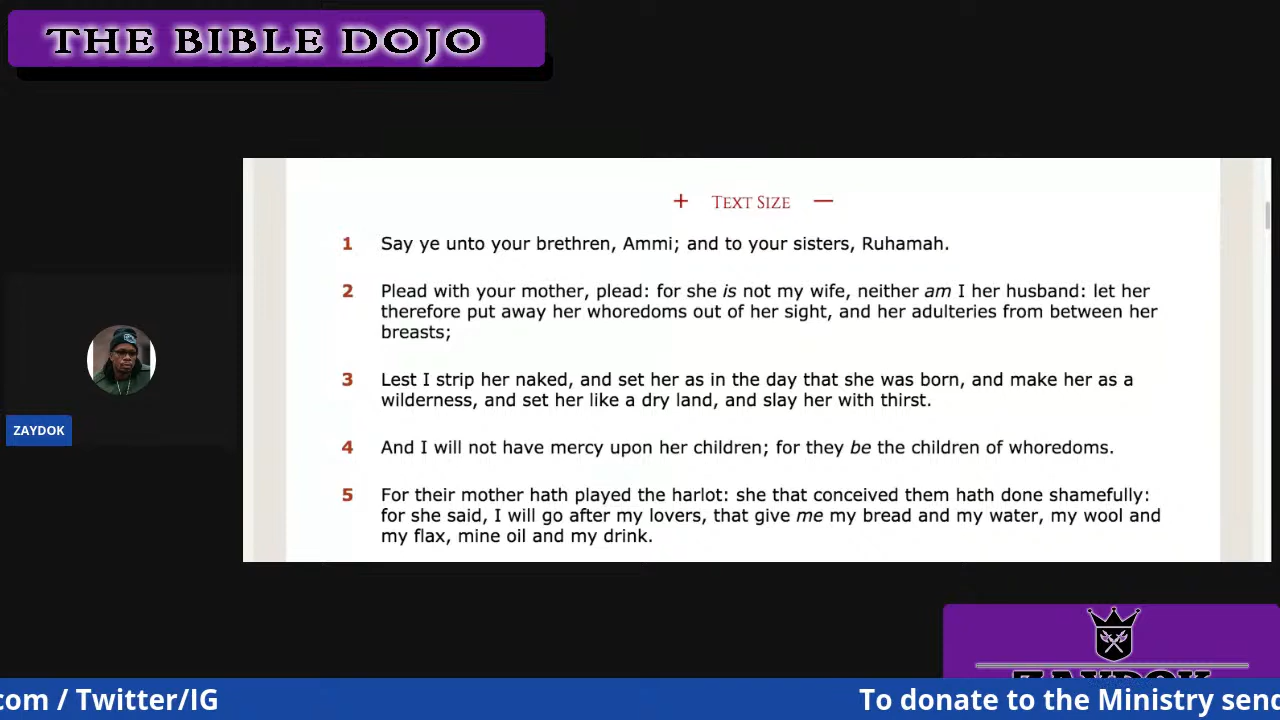 THE BIBLE DOJO
+ TEXT SIZE —
1 Say ye unto your brethren, Ammi; and to your sisters, Ruhamah.
2 Plead with your mother, plead: for she is not my wife, neither am I her husband: let her
therefore put away her whoredoms out of her sight, and her adulteries from between her
breasts;
3 Lest I strip her naked, and set her as in the day that she was born, and make her as a
wilderness, and set her like a dry land, and slay her with thirst.
4 And I will not have mercy upon her children; for they be the children of whoredoms.
ZAYDOK
5 For their mother hath played the harlot: she that conceived them hath done shamefully:
for she said, I will go after my lovers, that give me my bread and my water, my wool and
my flax, mine oil and my drink.
ZAYDOK
com / Twitter/IG
To donate to the Ministry send